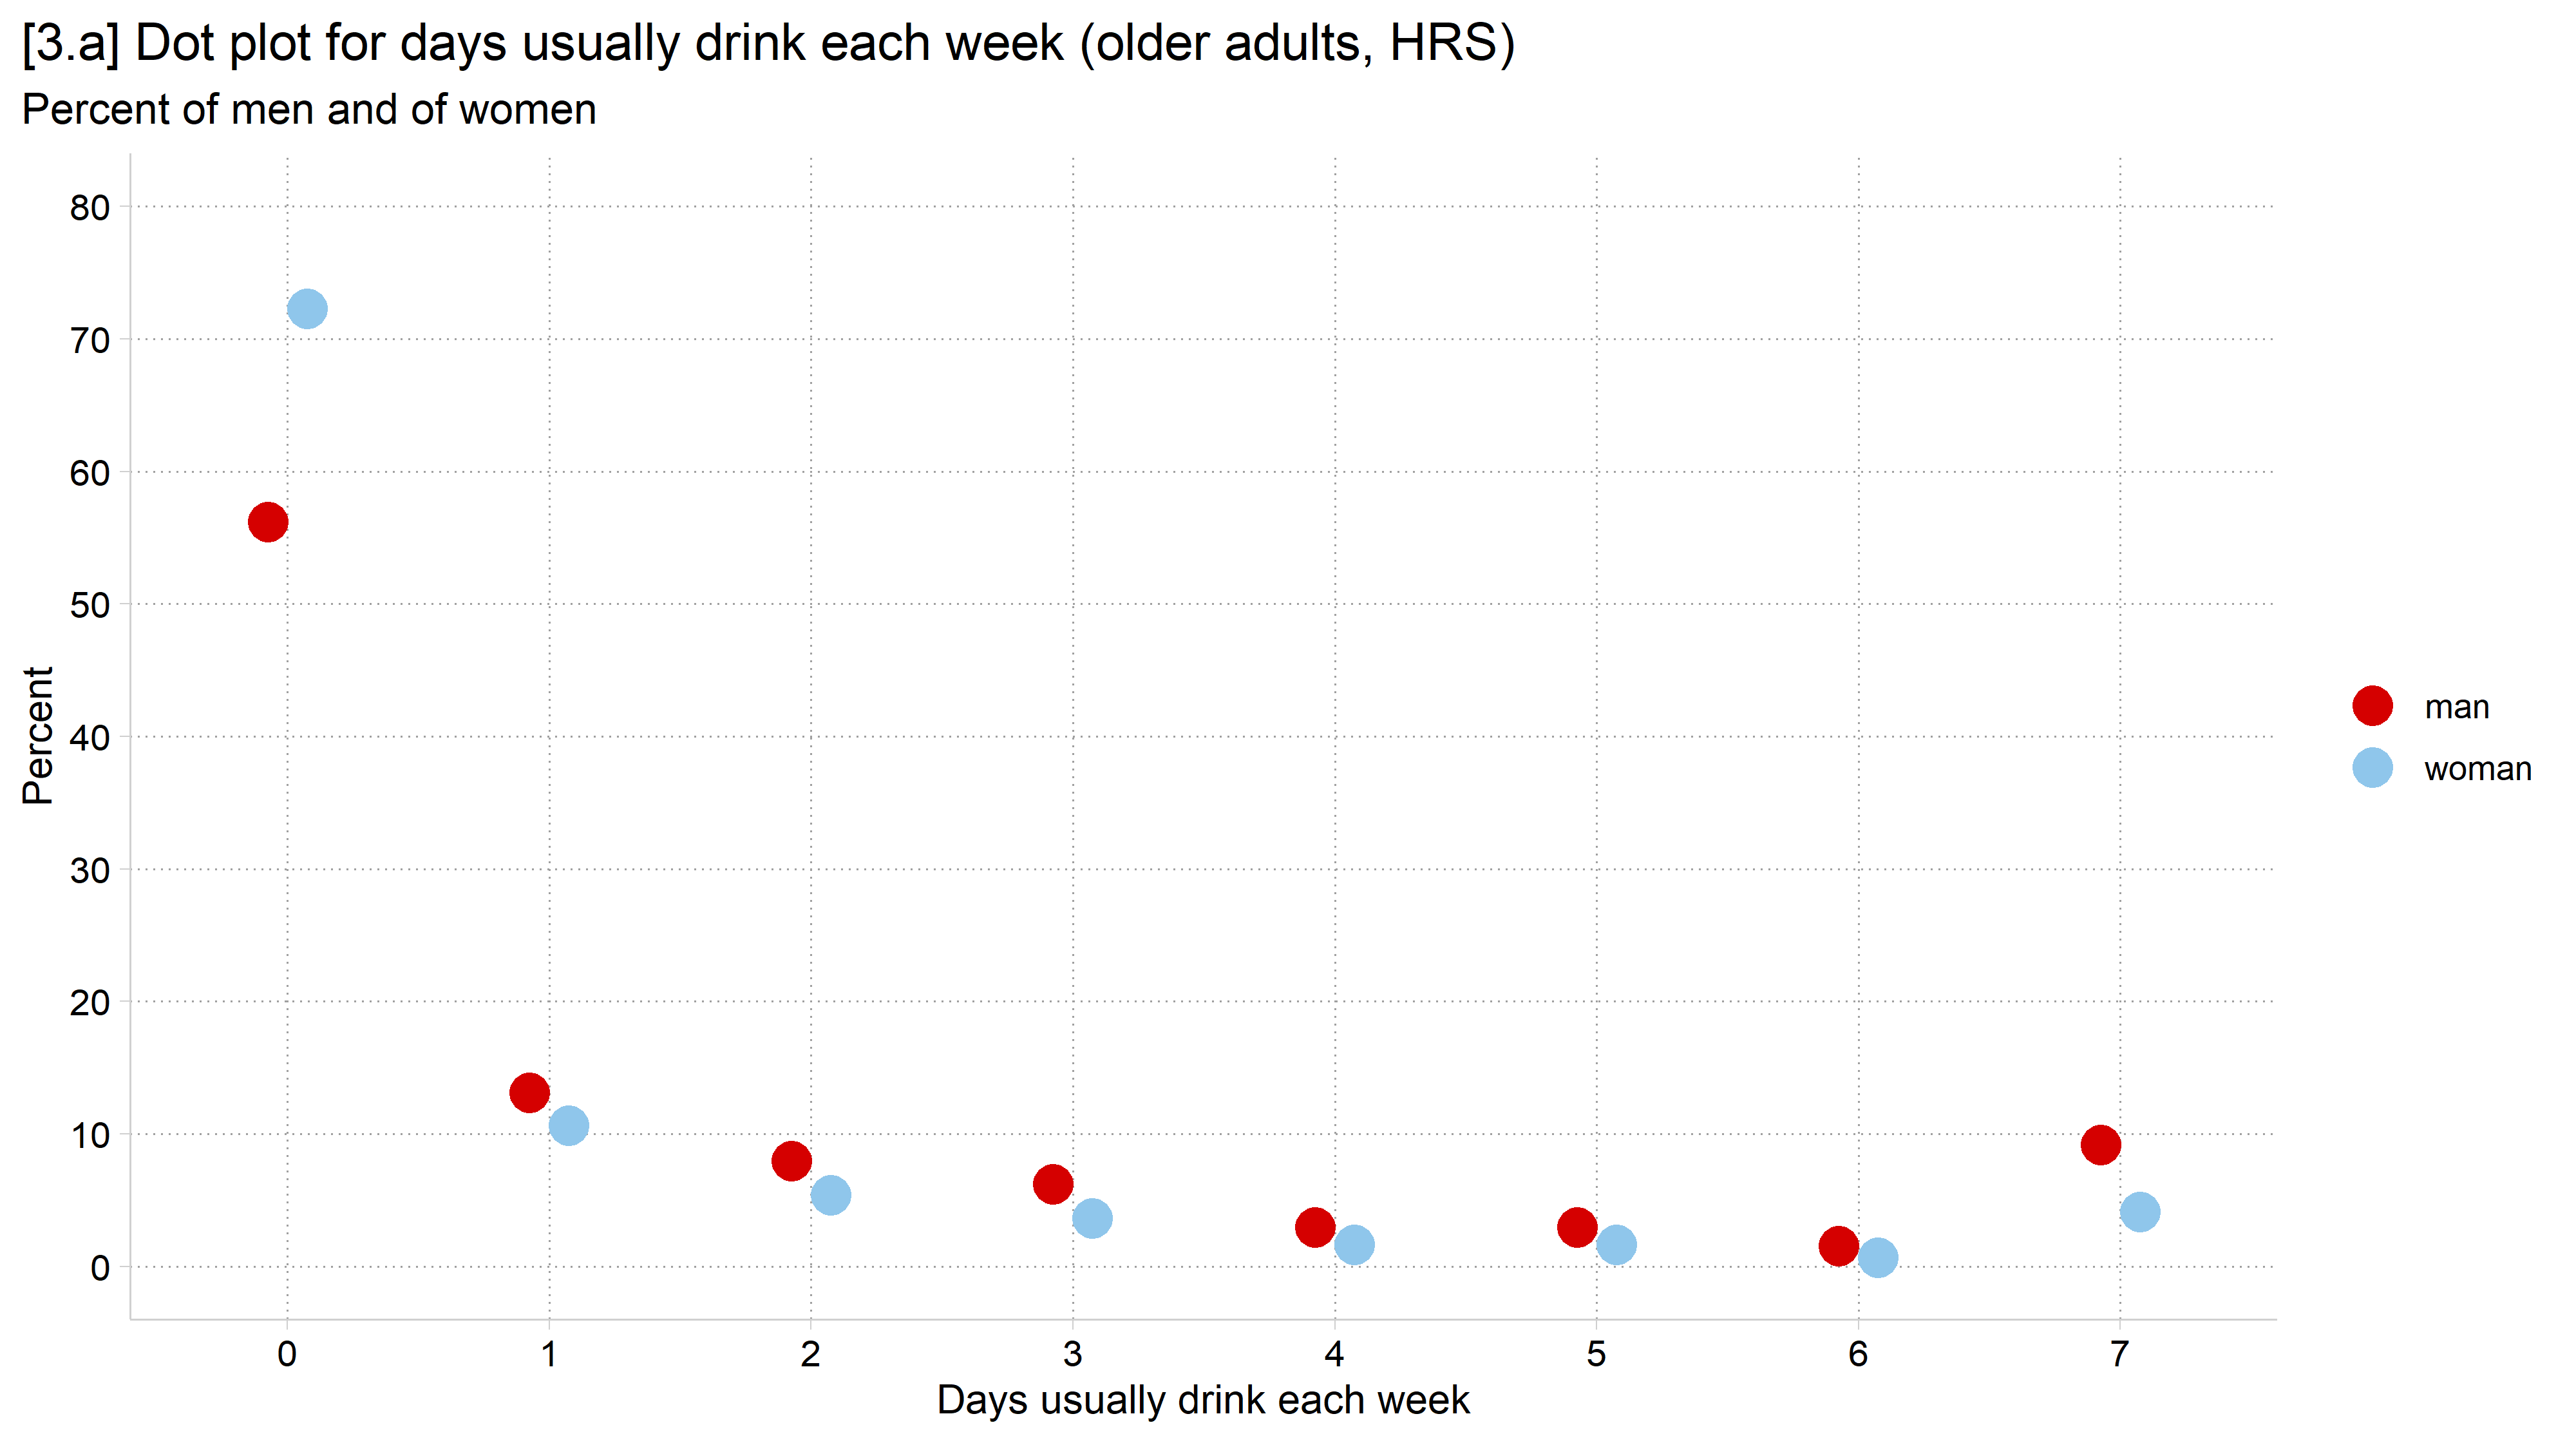 [3.a] Dot plot for days usually drink each week (older adults, HRS)
Percent of men and of women
80
70
60
50
40
30
20
10
0
Percent
0 1 2 3 4 5 6 7
Days usually drink each week
man
woman